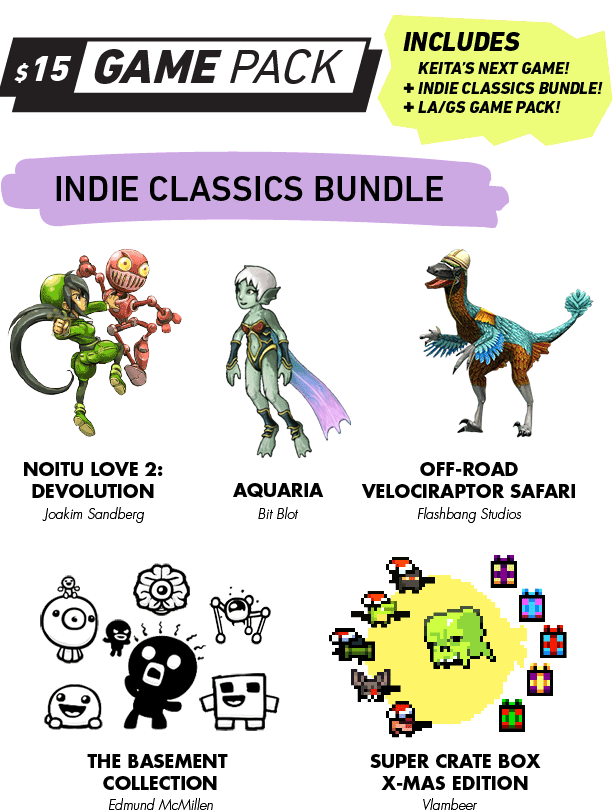 $15 GAME PACK
INCLUDES
KEITA'S NEXT GAME!
+ INDIE CLASSICS BUNDLE!
+ LA/GS GAME PACK!
INDIE CLASSICS BUNDLE
NOITU LOVE 2:
DEVOLUTION
Joakim Sandberg
AQUARIA
Bit Blot
OFF-ROAD
VELOCIRAPTOR SAFARI
Flashbang Studios
THE BASEMENT
COLLECTION
Edmund McMillen
SUPER CRATE BOX
X-MAS EDITION
Vlambeer